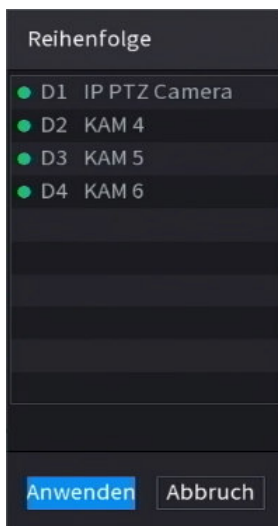 Reihenfolge
D1 IP PTZ Camera
D2 KAM 4
D3 KAM 5
D4 KAM 6
Anwenden Abbruch